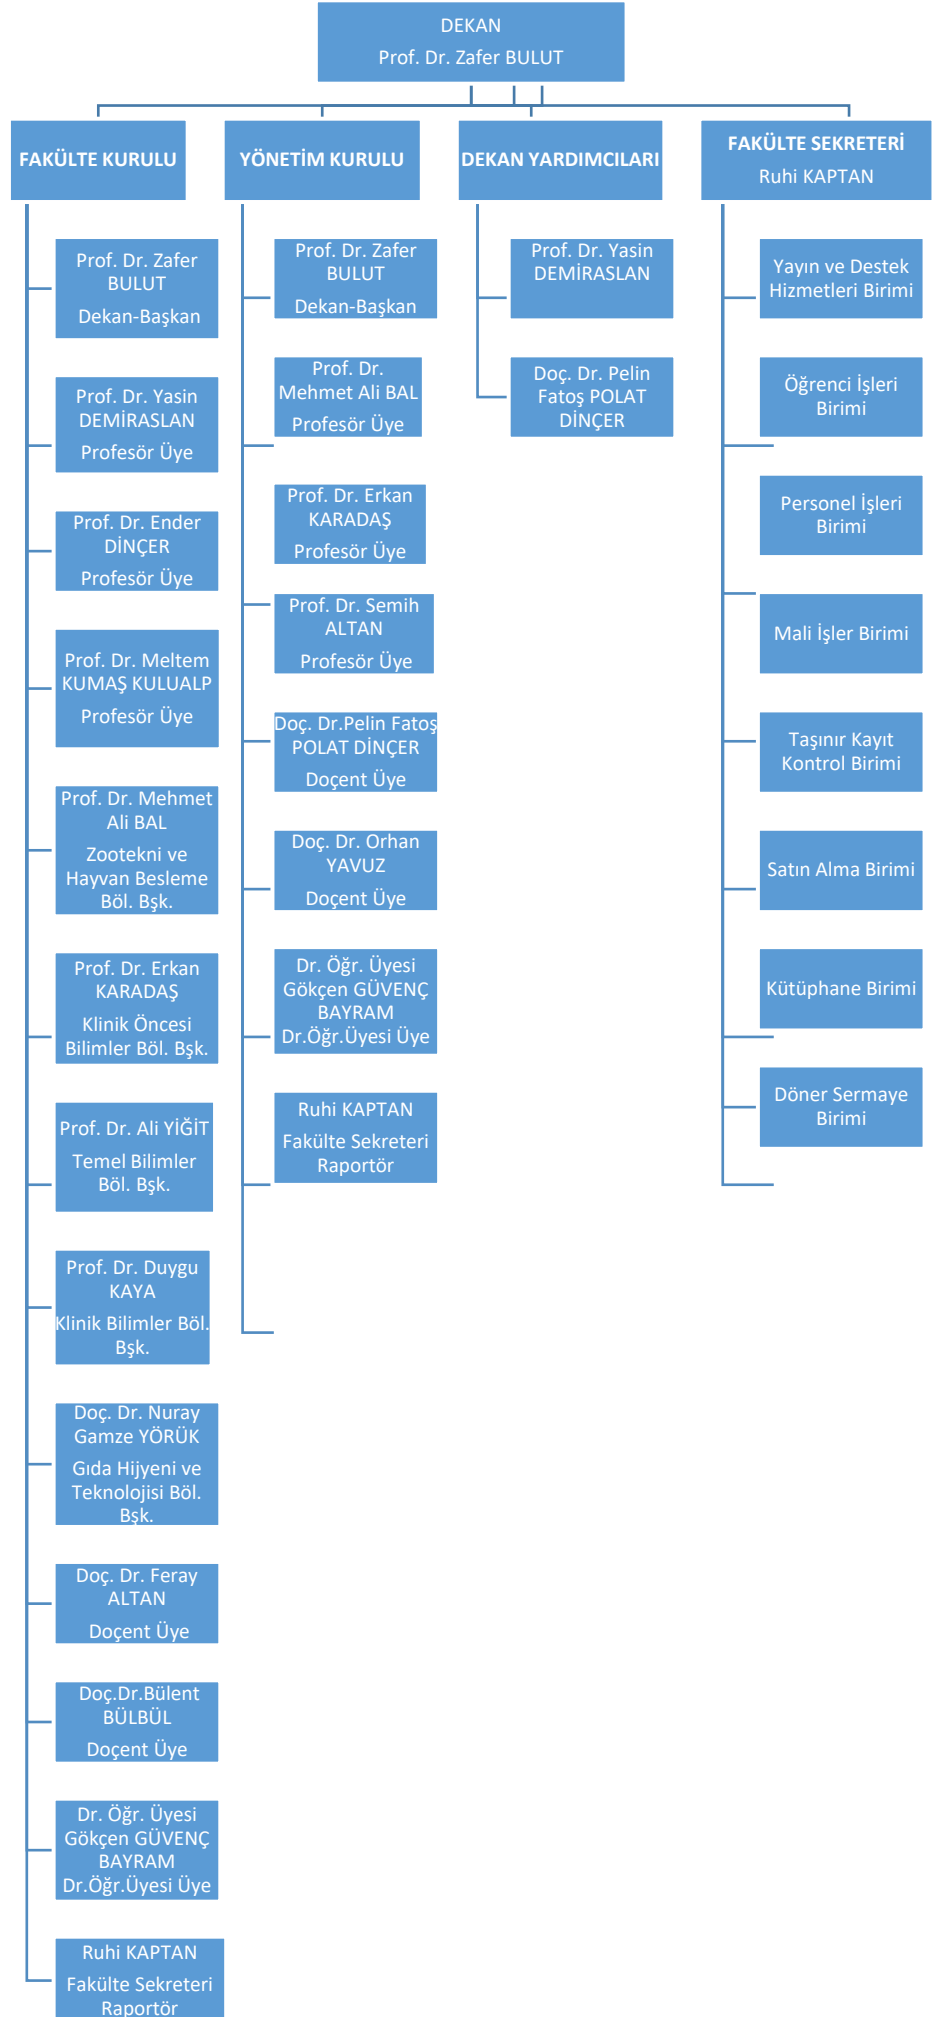 DEKAN
Prof. Dr. Zafer BULUT
FAKÜLTE KURULU
Prof. Dr. Zafer
BULUT
Dekan-Başkan
Prof. Dr. Yasin
DEMİRASLAN
Profesör Üye
Prof. Dr. Ender
DİNÇER
Profesör Üye
Prof. Dr. Meltem
KUMAŞ KULUALP
Profesör Üye
Prof. Dr. Mehmet
Ali BAL
Zootekni ve
Hayvan Besleme
Böl. Bşk.
Prof. Dr. Erkan
KARADAŞ
Klinik Öncesi
Bilimler Böl. Bşk.
Prof. Dr. Ali YİĞİT
Temel Bilimler
Böl. Bşk.
Prof. Dr. Duygu
KAYA
Klinik Bilimler Böl.
Bşk.
Doç. Dr. Nuray
Gamze YÖRÜK
Gıda Hijyeni ve
Teknolojisi Böl.
Bşk.
Doç. Dr. Feray
ALTAN
Doçent Üye
Doç.Dr.Bülent
BÜLBÜL
Doçent Üye
Dr. Öğr. Üyesi
Gökçen GÜVENÇ
BAYRAM
Dr.Öğr.Üyesi Üye
Ruhi KAPTAN
Fakülte Sekreteri
Raportör
YÖNETİM KURULU
Prof. Dr. Zafer
BULUT
Dekan-Başkan
Prof. Dr.
Mehmet Ali BAL
Profesör Üye
Prof. Dr. Erkan
KARADAŞ
Profesör Üye
Prof. Dr. Semih
ALTAN
Profesör Üye
Doç. Dr.Pelin Fatoş
POLAT DİNÇER
Doçent Üye
Doç. Dr. Orhan
YAVUZ
Doçent Üye
Dr. Öğr. Üyesi
Gökçen GÜVENÇ
BAYRAM
Dr.Öğr.Üyesi Üye
Ruhi KAPTAN
Fakülte Sekreteri
Raportör
DEKAN YARDIMCILARI
Prof. Dr. Yasin
DEMİRASLAN
Doç. Dr. Pelin
Fatoş POLAT
DİNÇER
FAKÜLTE SEKRETERİ
Ruhi KAPTAN
Yayın ve Destek
Hizmetleri Birimi
Öğrenci İşleri
Birimi
Personel İşleri
Birimi
Mali İşler Birimi
Taşınır Kayıt
Kontrol Birimi
Satın Alma Birimi
Kütüphane Birimi
Döner Sermaye
Birimi